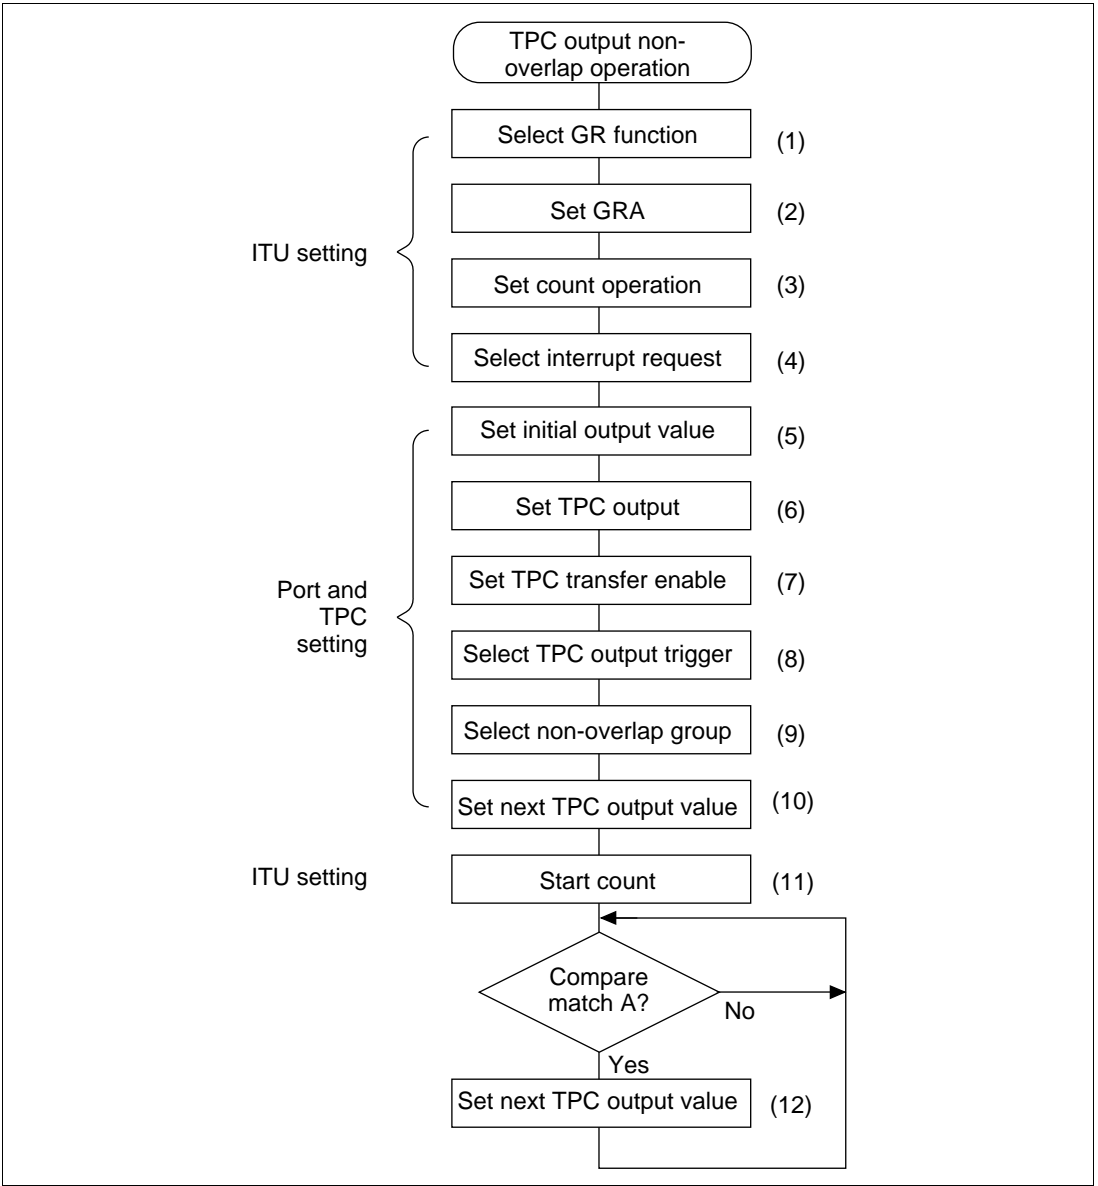 TPC output non-
overlap operation
Select GR function
(1)
Set GRA
(2)
ITU setting
Set count operation
(3)
Select interrupt request
(4)
Set initial output value
(5)
Set TPC output
(6)
Set TPC transfer enable
(7)
Port and
TPC
setting
Select TPC output trigger
(8)
Select non-overlap group
(9)
Set next TPC output value
(10)
ITU setting
Start count
(11)
Compare
match A?
No
Yes
Set next TPC output value
(12)